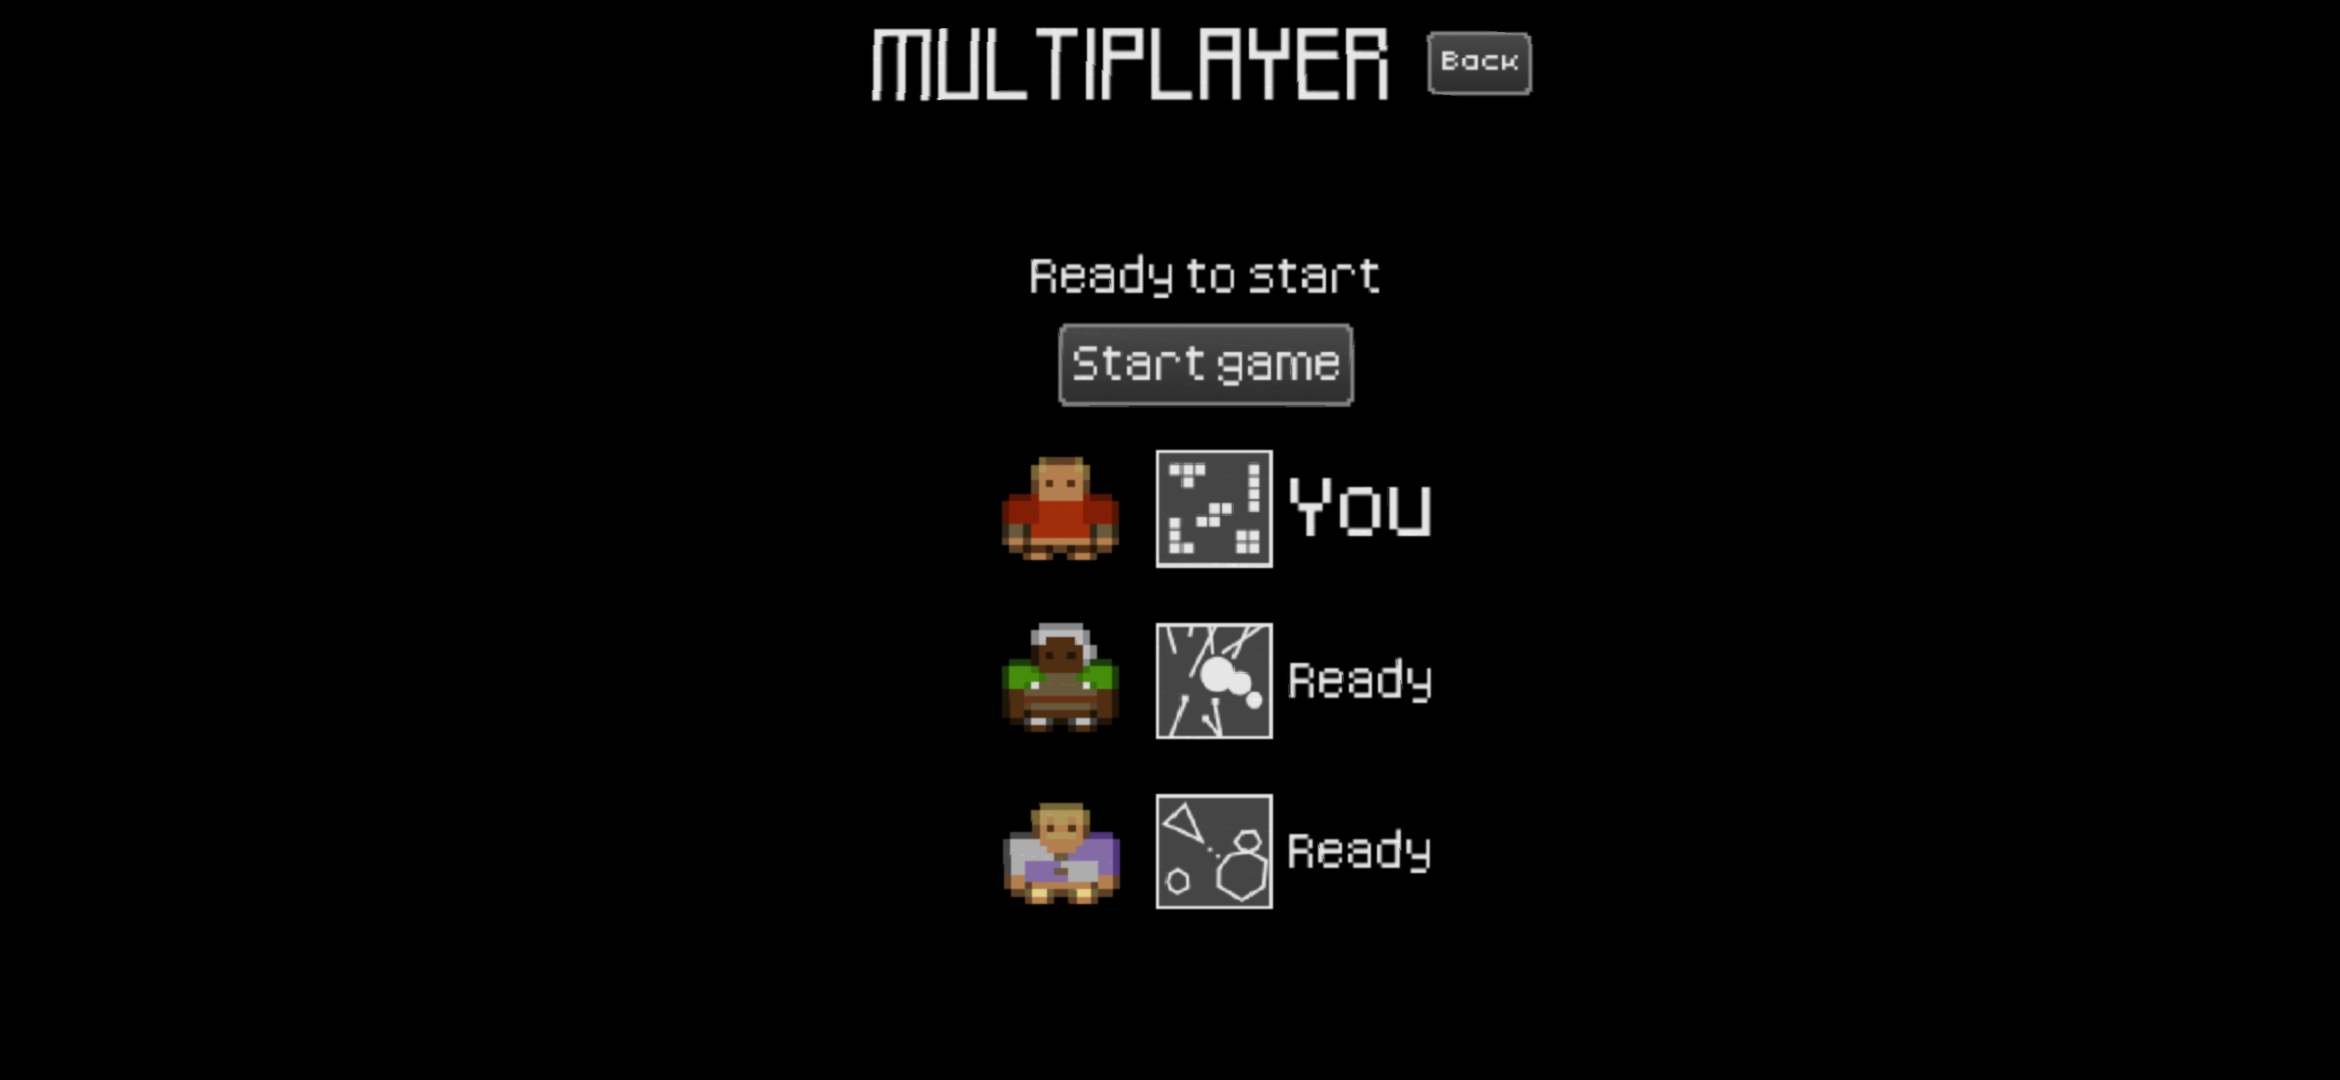 MULTIPLAYER
Back
Ready to start
Start game
YOU
Ready
Ready